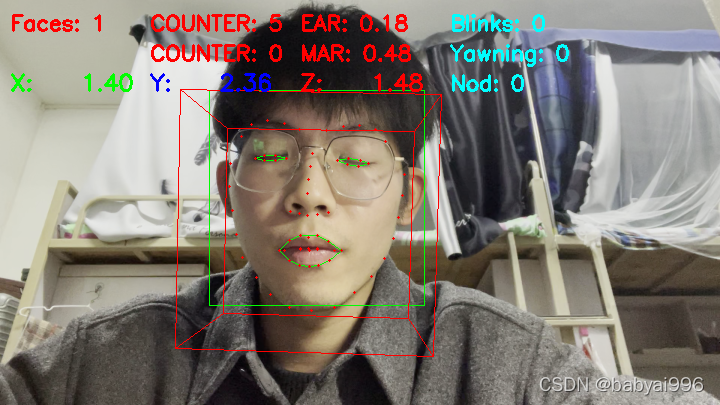 Faces: 1 COUNTER: 5 EAR: 0.18 Blinks: 0
COUNTER: 0 MAR: 0.48 Yawning: 0
X: 1.40 Y: 2.36 Z: 1.48 Nod: 0
CSDN @babyai996